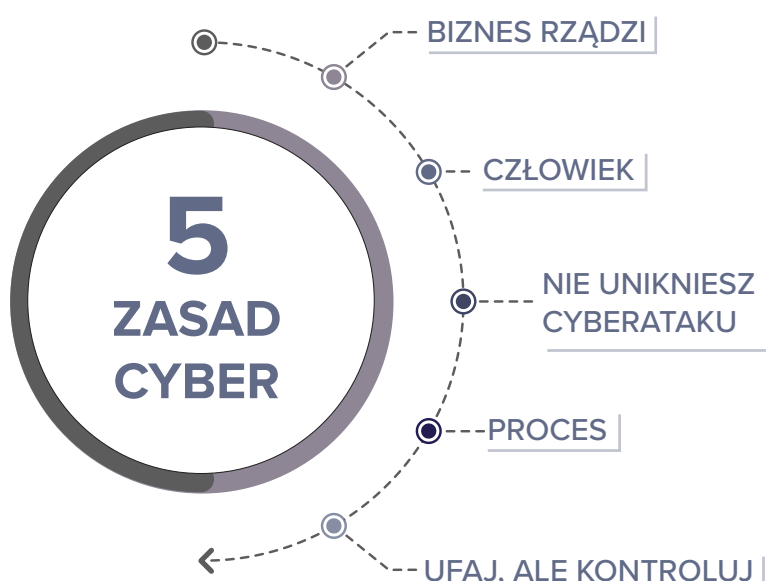 5
ZASAD
CYBER
BIZNES RZĄDZI
CZŁOWIEK
NIE UNIKNIESZ
CYBERATAKU
PROCES
UFAJ, ALE KONTROLUJ